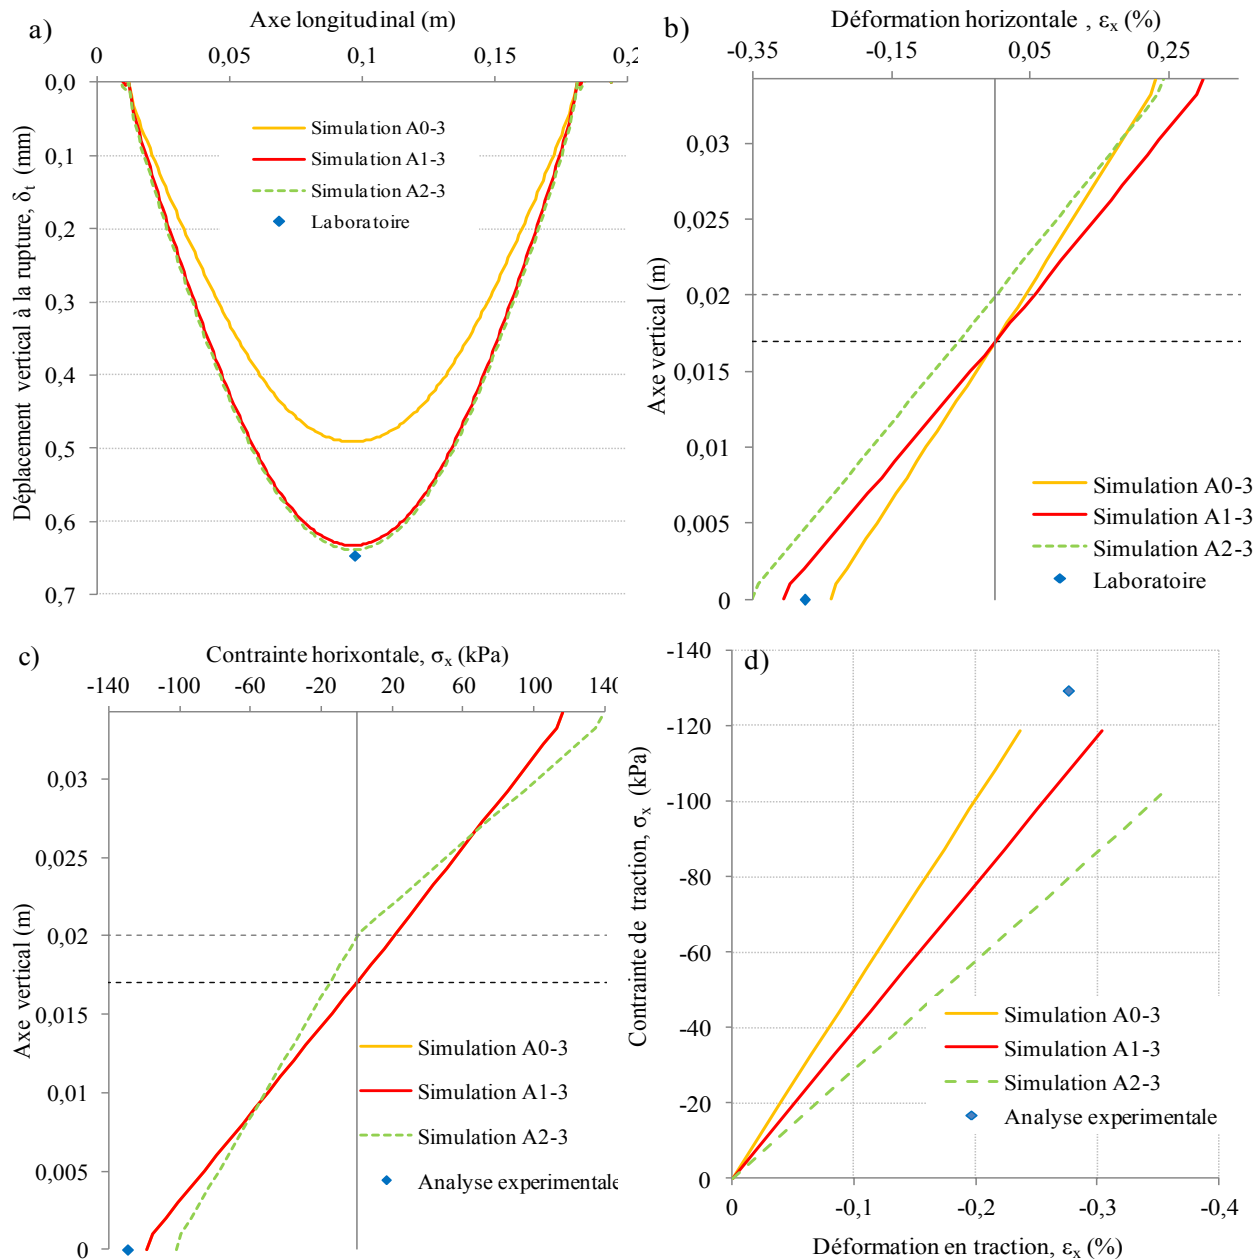 a)
Axe longitudinal (m)
0 0,05 0,1 0,15 0,2
0.0
0,1
0,2
0,3
0,4
0,5
0,6
0,7
Déplacement vertical à la rupture, δt (mm)
Simulation A0-3
Simulation A1-3
Simulation A2-3
Laboratoire
b)
Déformation horizontale , εx (%)
-0.35 -0.15 0,05 0,25
0,03
0,025
0,02
0,015
0,01
0,005
0
Axe vertical (m)
Simulation A0-3
Simulation A1-3
Simulation A2-3
Laboratoire
c)
Contrainte horixontale, σx (kPa)
-140 -100 -60 -20 20 60 100 140
0,03
0,025
0,02
0,015
0,01
0,005
0
Axe vertical (m)
Simulation A0-3
Simulation A1-3
Simulation A2-3
Analyse experimentale
d)
-140
-120
-100
-80
-60
-40
-20
0
Contrainte de traction, σx (kPa)
Simulation A0-3
Simulation A1-3
Simulation A2-3
Analyse experimentale
0 -0,1 -0,2 -0,3 -0,4
Déformation en traction, εx (%)